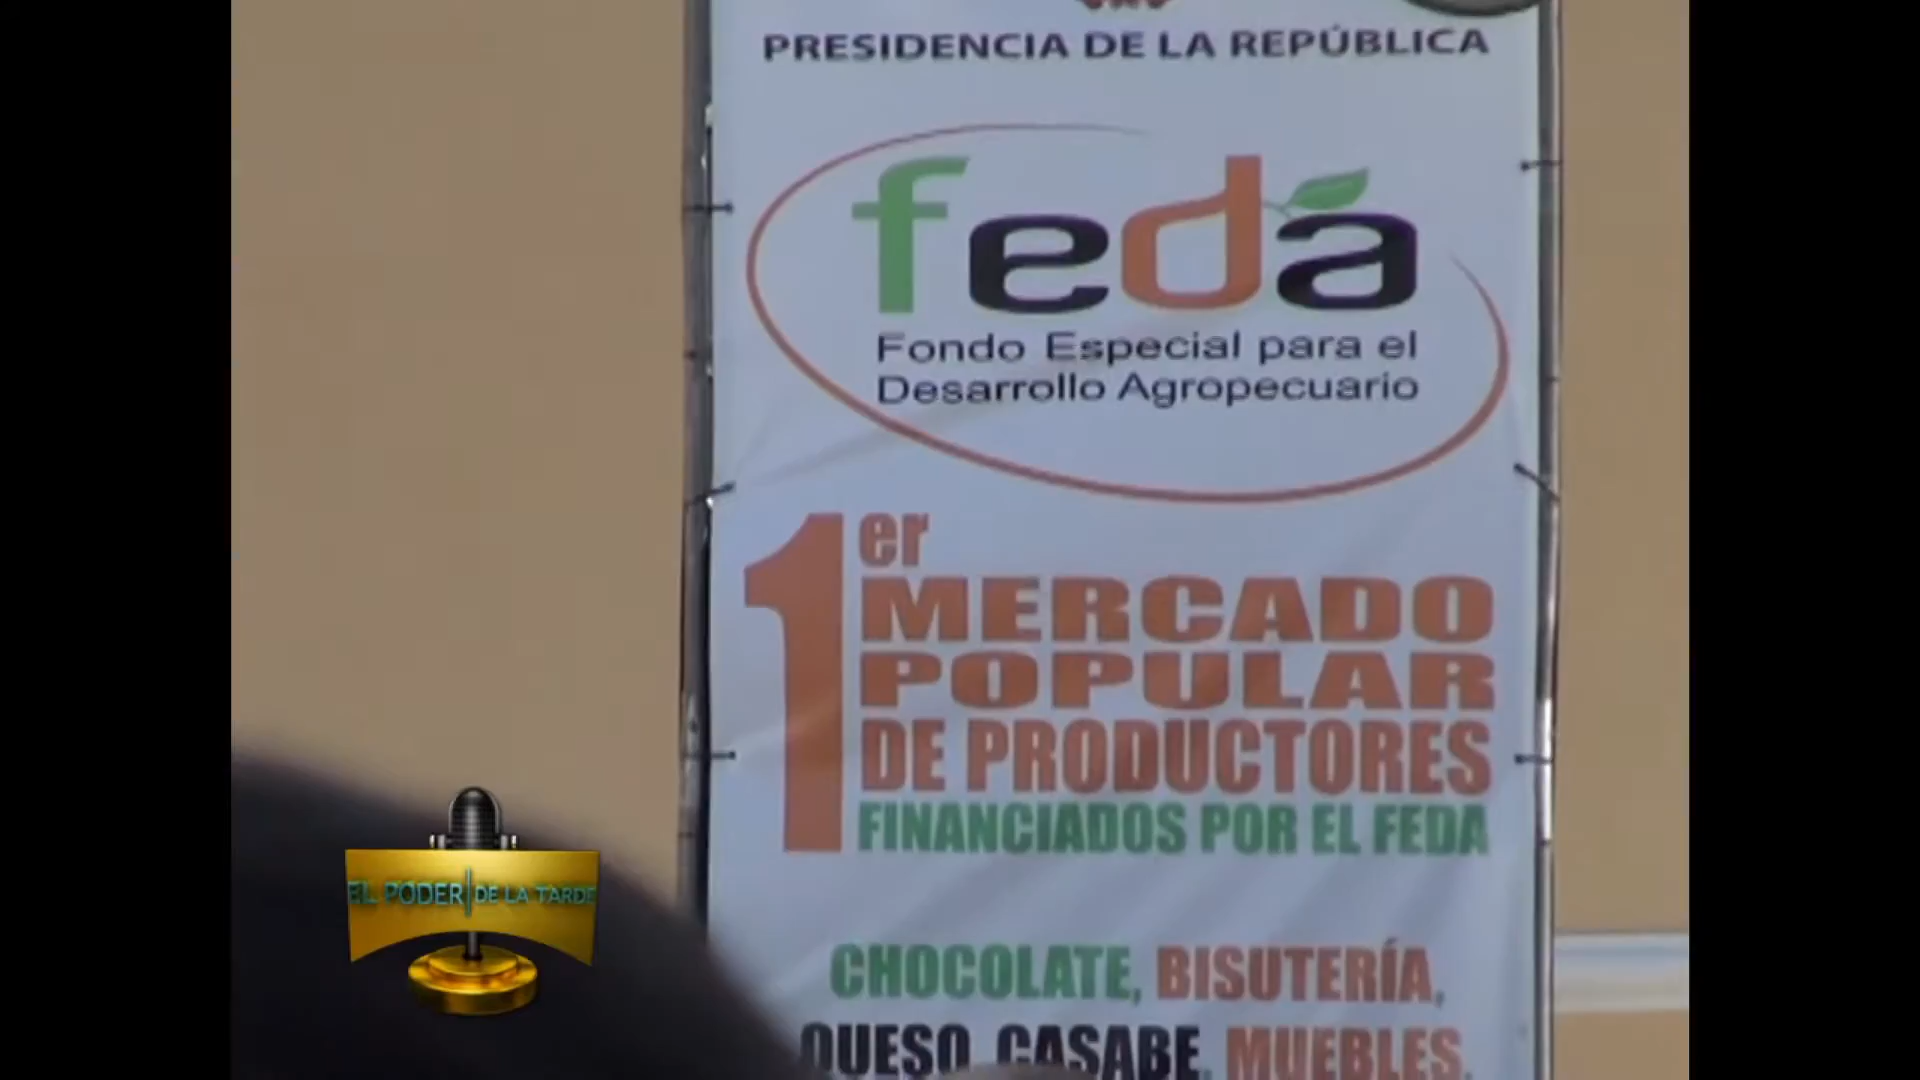 PRESIDENCIA DE LA REPÚBLICA
feda
Fondo Especial para el
Desarrollo Agropecuario
1er
MERCADO
POPULAR
DE PRODUCTORES
FINANCIADOS POR EL FEDA
CHOCOLATE, BISUTERÍA,
QUESO, CASABE, MUEBLES,
EL PODER DE LA TARDE